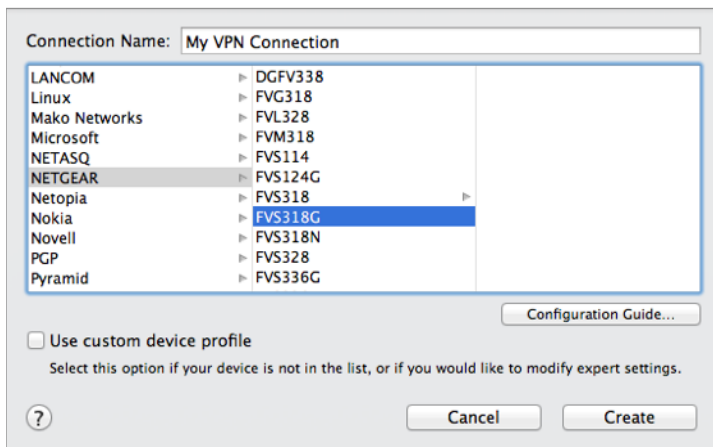 Connection Name: My VPN Connection
LANCOM DGFV338
Linux FVG318
Mako Networks FVL328
Microsoft FVM318
NETASQ FVS114
NETGEAR FVS124G
Netopia FVS318
Nokia FVS318G
Novell FVS318N
PGP FVS328
Pyramid FVS336G
Configuration Guide...
Use custom device profile
Select this option if your device is not in the list, or if you would like to modify expert settings.
? Cancel Create